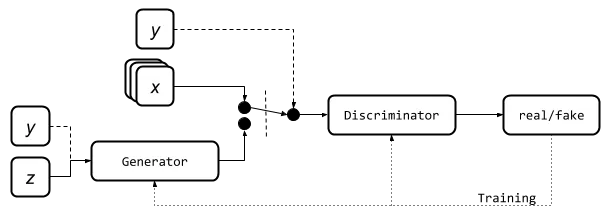 y
x
y
z
Generator
Discriminator
real/fake
Training